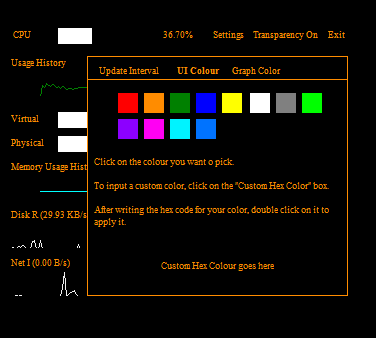 CPU 36.70% Settings Transparency On Exit
Usage History
Update Interval UI Colour Graph Color
Virtual
Physical
Memory Usage Hist
Click on the colour you want o pick.
To input a custom color, click on the "Custom Hex Color" box.
After writing the hex code for your color, double click on it to
apply it.
Disk R (29.93 KB/s
Net I (0.00 B/s)
Custom Hex Colour goes here